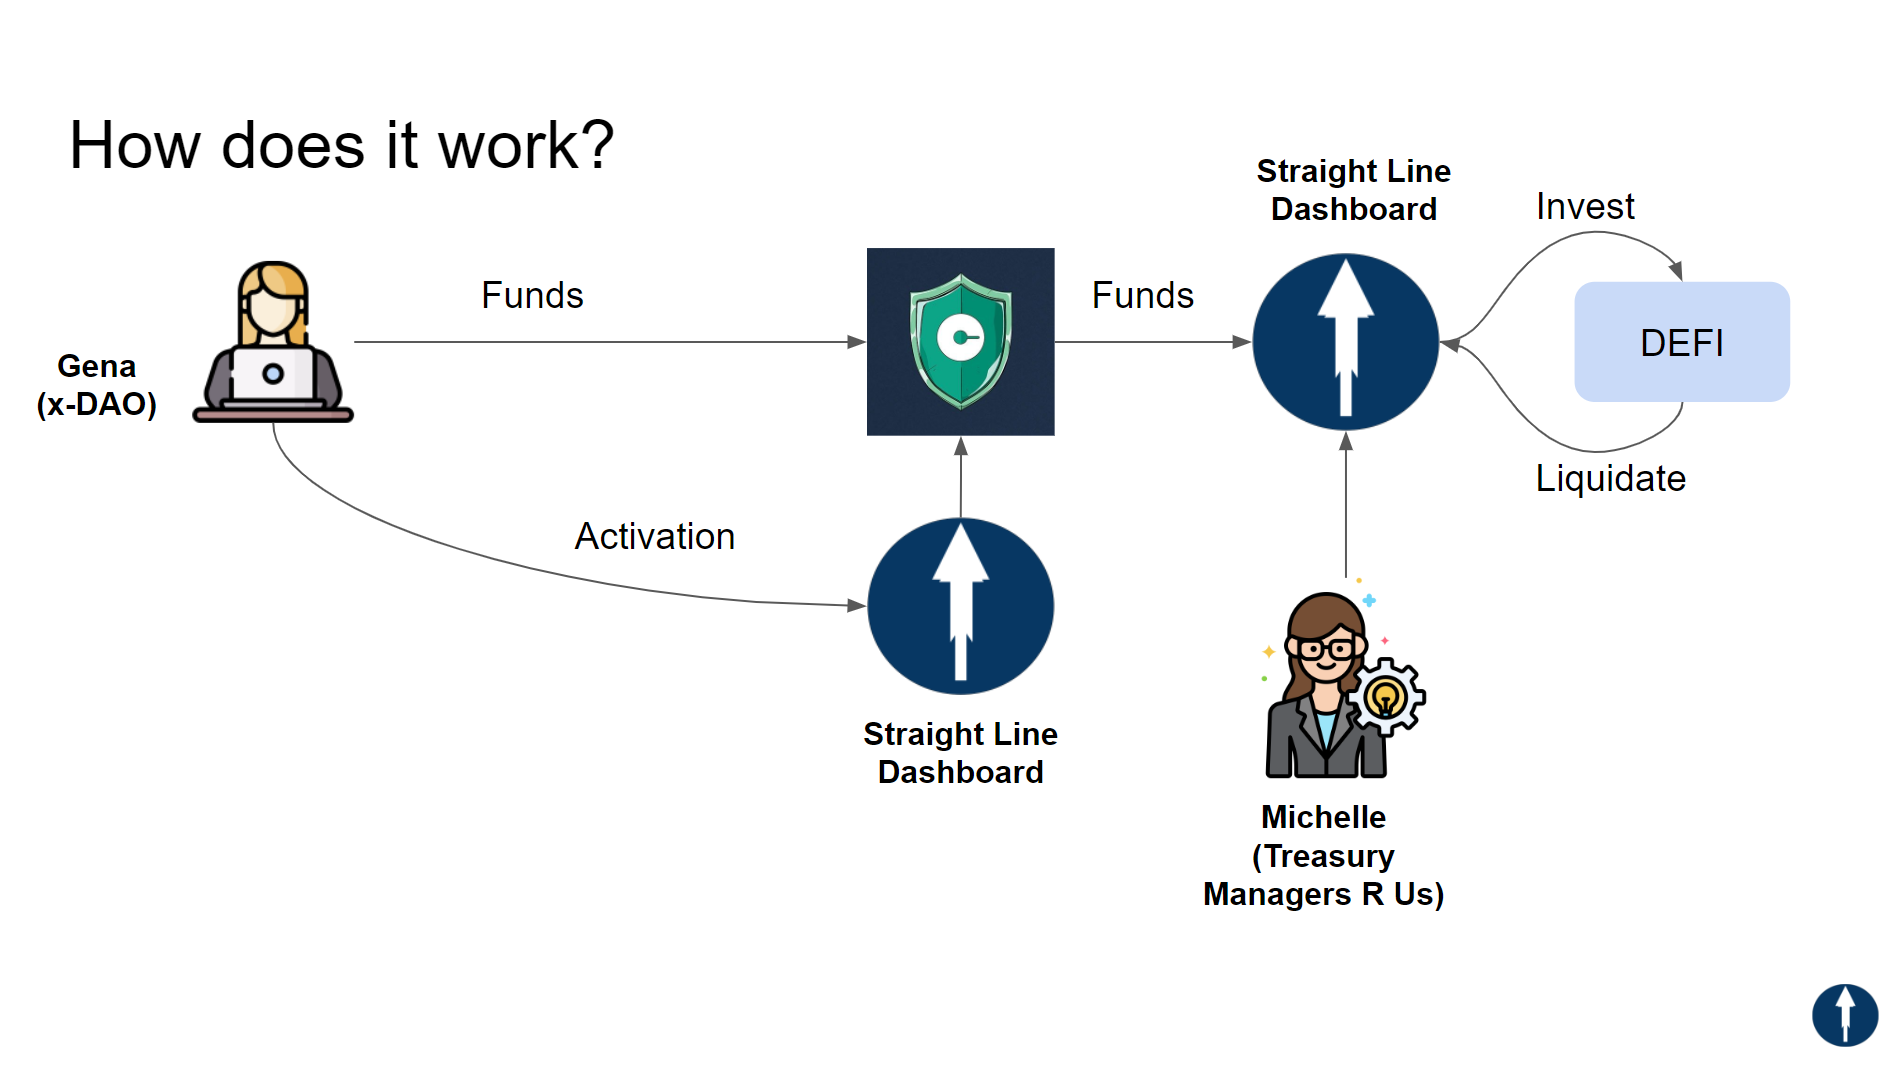 How does it work?
Straight Line
Dashboard
Invest
Funds
Funds
DEFI
Gena
(x-DAO)
Liquidate
Activation
Straight Line
Dashboard
Michelle
(Treasury
Managers R Us)